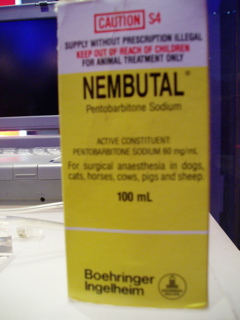 CAUTION S4
SUPPLY WITHOUT PRESCRIPTION ILLEGAL
KEEP OUT OF REACH OF CHILDREN
FOR ANIMAL TREATMENT ONLY
NEMBUTAL®
Pentobarbitone Sodium
ACTIVE CONSTITUENT:
PENTOBARBITONE SODIUM 60 mg/mL
For surgical anaesthesia in dogs,
cats, horses, cows, pigs and sheep.
100 mL
Boehringer
Ingelheim